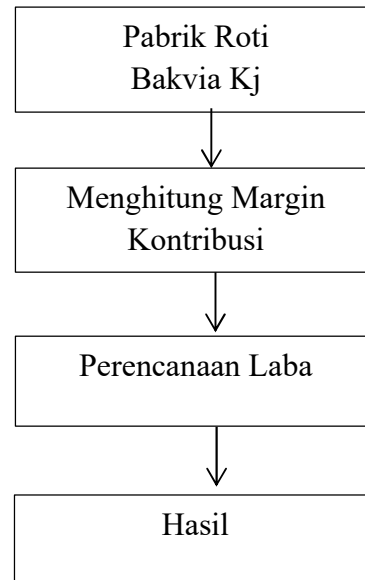 Pabrik Roti
Bakvia Kj
Menghitung Margin
Kontribusi
Perencanaan Laba
Hasil